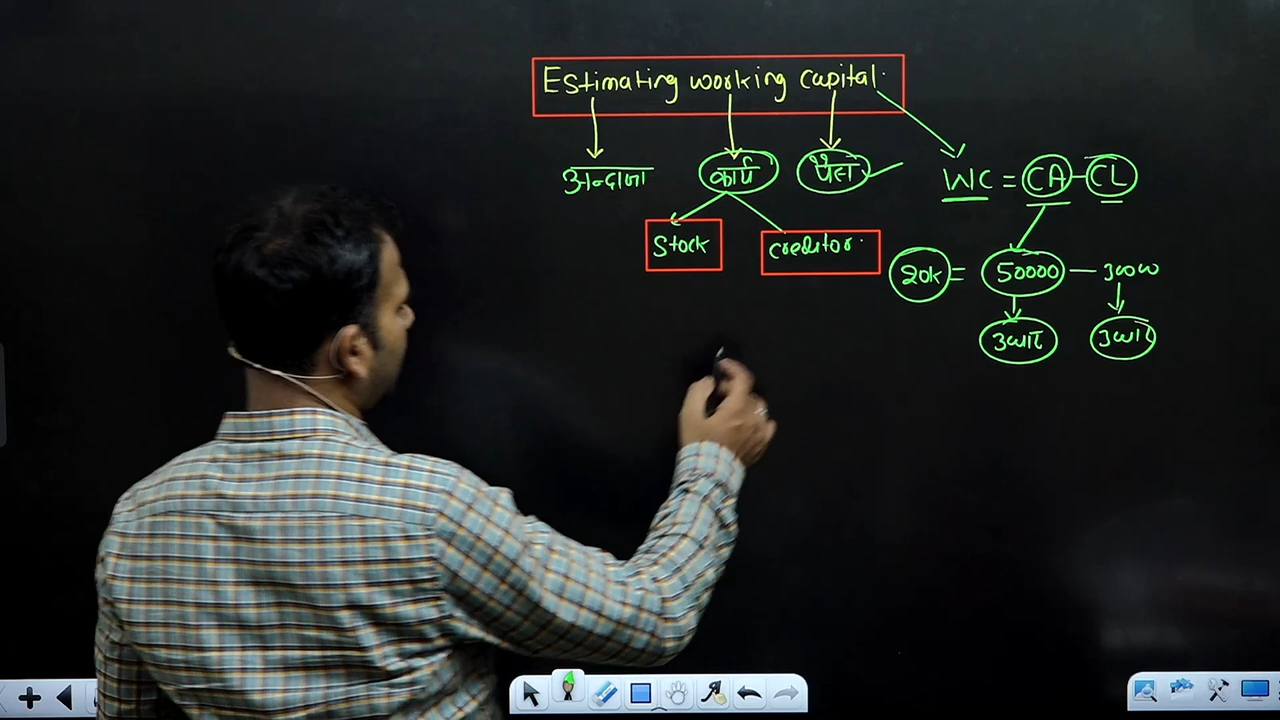 Estimating working capital.
अन्दाजा कार्य पैसा WC = CA - CL
Stock creditor.
20k = 50000 - 30000
उधार उधार